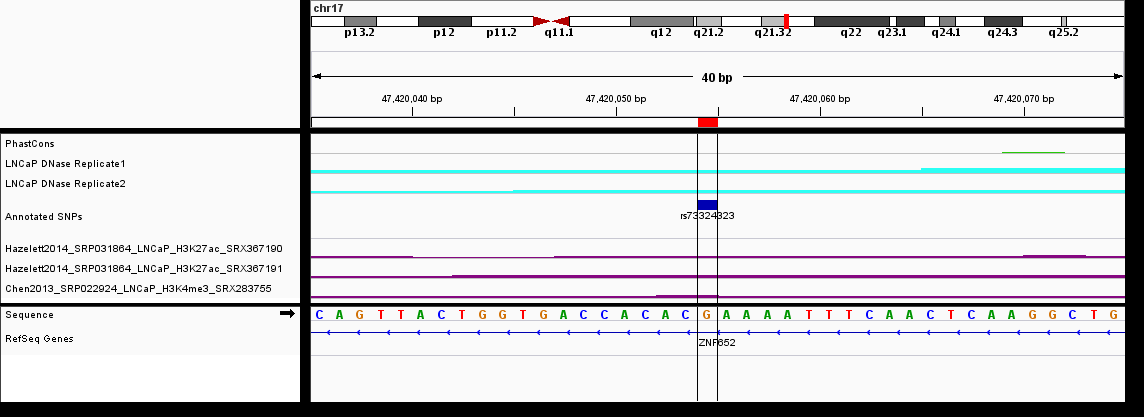 chr17
p13.2 p12 p11.2 q11.1 q12 q21.2 q21.32 q22 q23.1 q24.1 q24.3 q25.2
40 bp
47,420,040 bp 47,420,050 bp 47,420,060 bp 47,420,070 bp
PhastCons
LNCaP DNase Replicate1
LNCaP DNase Replicate2
Annotated SNPs
rs73324323
Hazelett2014_SRP031864_LNCaP_H3K27ac_SRX367190
Hazelett2014_SRP031864_LNCaP_H3K27ac_SRX367191
Chen2013_SRP022924_LNCaP_H3K4me3_SRX283755
Sequence C A G T T A C T G G T G A C C A C A C G A A A A T T T C A A C T C A A G G C T G
RefSeq Genes
ZNF652